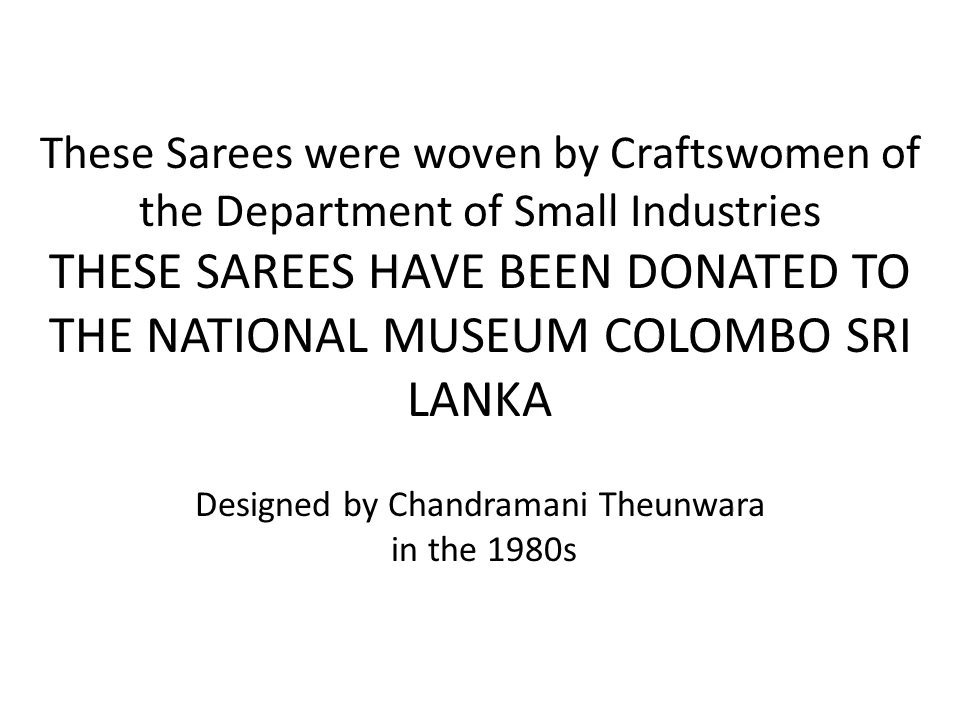 These Sarees were woven by Craftswomen of
the Department of Small Industries
THESE SAREES HAVE BEEN DONATED TO
THE NATIONAL MUSEUM COLOMBO SRI
LANKA
Designed by Chandramani Theunwara
in the 1980s